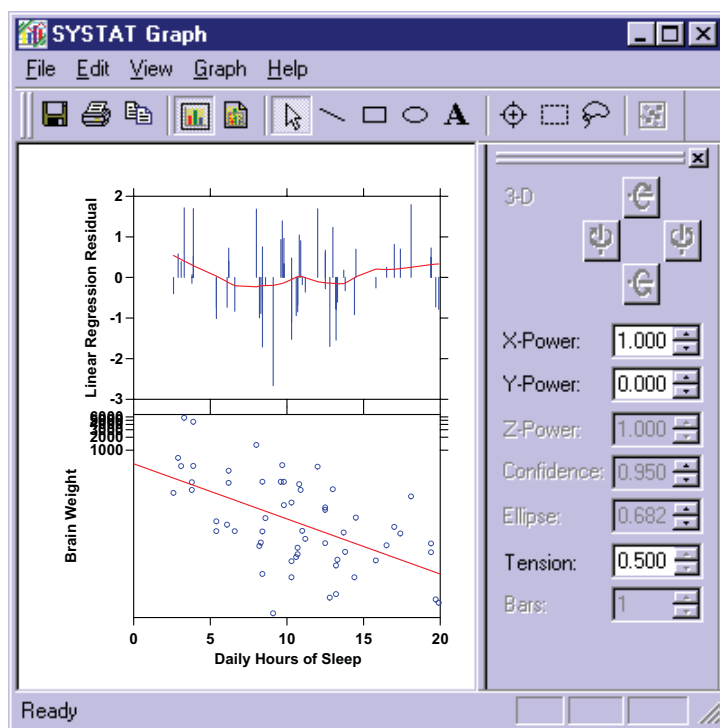 SYSTAT Graph
File Edit View Graph Help
A
2
1
0
-1
-2
-3
Linear Regression Residual
6000
5000
4000
3000
2000
1000
Brain Weight
0 5 10 15 20
Daily Hours of Sleep
3-D
X-Power: 1.000
Y-Power: 0.000
Z-Power: 1.000
Confidence: 0.950
Ellipse: 0.682
Tension: 0.500
Bars: 1
Ready